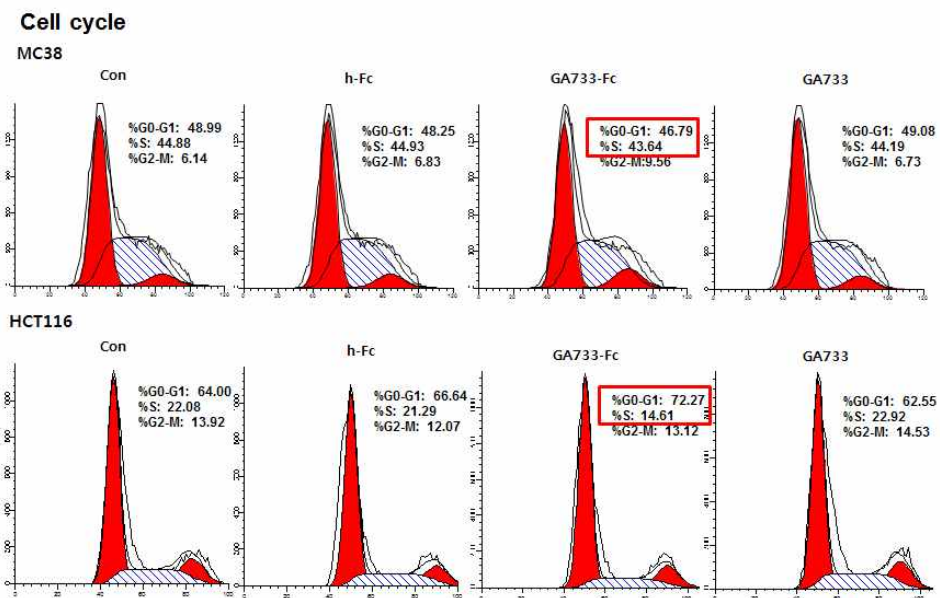 Cell cycle
MC38
Con
h-Fc
GA733-Fc
GA733
%G0-G1: 48.99
%S: 44.88
%G2-M: 6.14
%G0-G1: 48.25
%S: 44.93
%G2-M: 6.83
%G0-G1: 46.79
%S: 43.64
%G2-M:9.56
%G0-G1: 49.08
%S: 44.19
%G2-M: 6.73
HCT116
Con
h-Fc
GA733-Fc
GA733
%G0-G1: 64.00
%S: 22.08
%G2-M: 13.92
%G0-G1: 66.64
%S: 21.29
%G2-M: 12.07
%G0-G1: 72.27
%S: 14.61
%G2-M: 13.12
%G0-G1: 62.55
%S: 22.92
%G2-M: 14.53